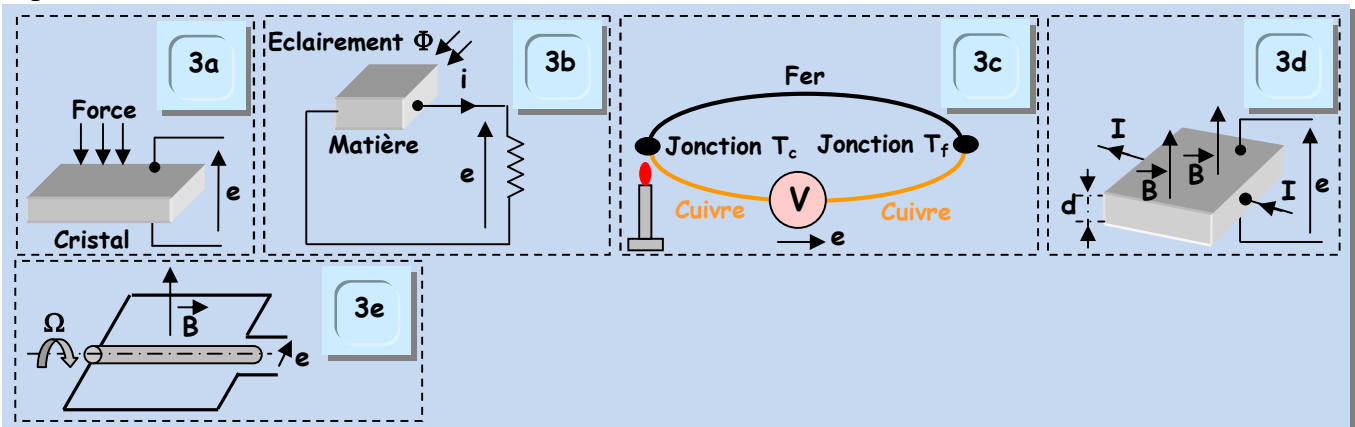 3a
Force
e
Cristal
3b
Eclairement Φ
i
Matière
e
3c
Fer
Jonction Tc Jonction Tf
V
Cuivre Cuivre
e
3d
I
B B
d
I
e
3e
Ω
B
e